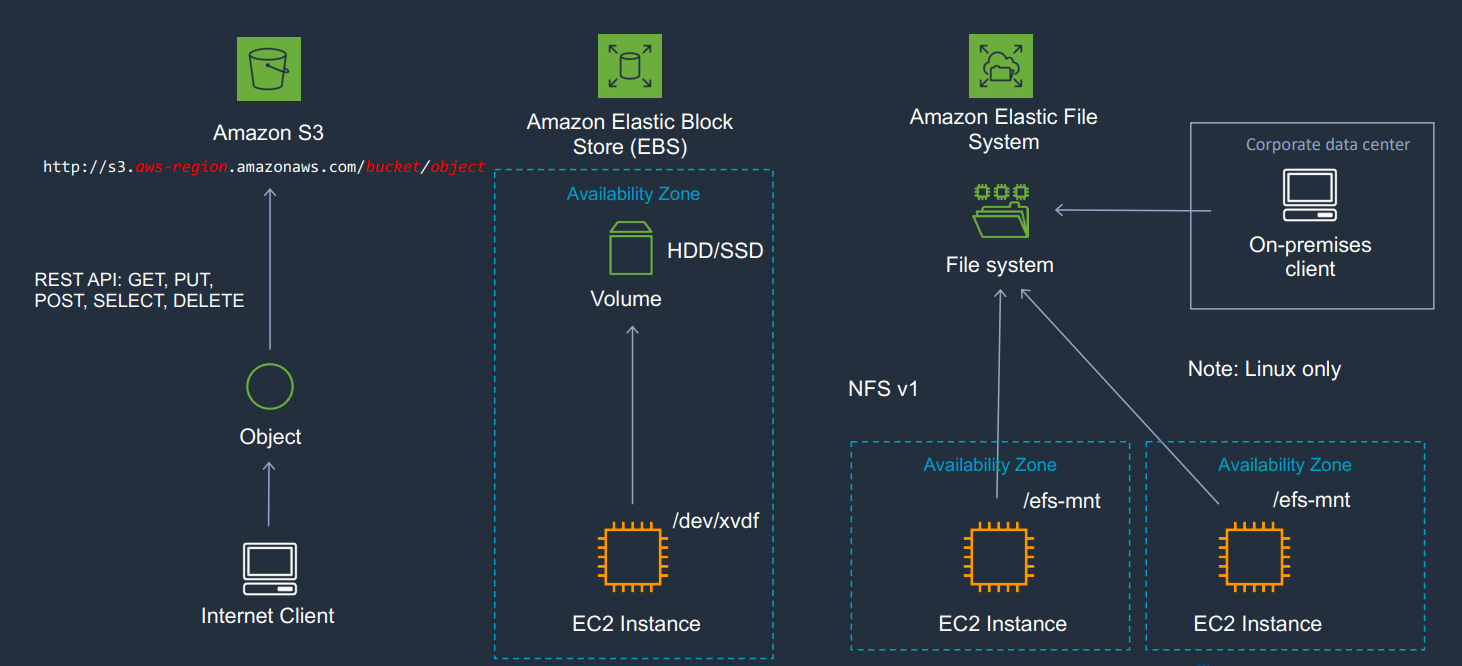 Amazon S3
http://s3.aws-region.amazonaws.com/bucket/object
REST API: GET, PUT,
POST, SELECT, DELETE
Object
Internet Client
Amazon Elastic Block
Store (EBS)
Availability Zone
HDD/SSD
Volume
/dev/xvdf
EC2 Instance
Amazon Elastic File
System
File system
Corporate data center
On-premises
client
Note: Linux only
NFS v1
Availability Zone
/efs-mnt
EC2 Instance
Availability Zone
/efs-mnt
EC2 Instance